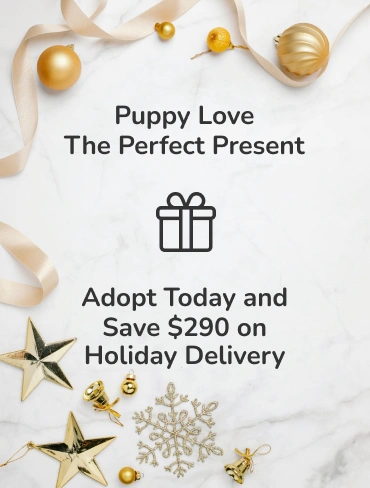 Puppy Love
The Perfect Present
Adopt Today and
Save $290 on
Holiday Delivery